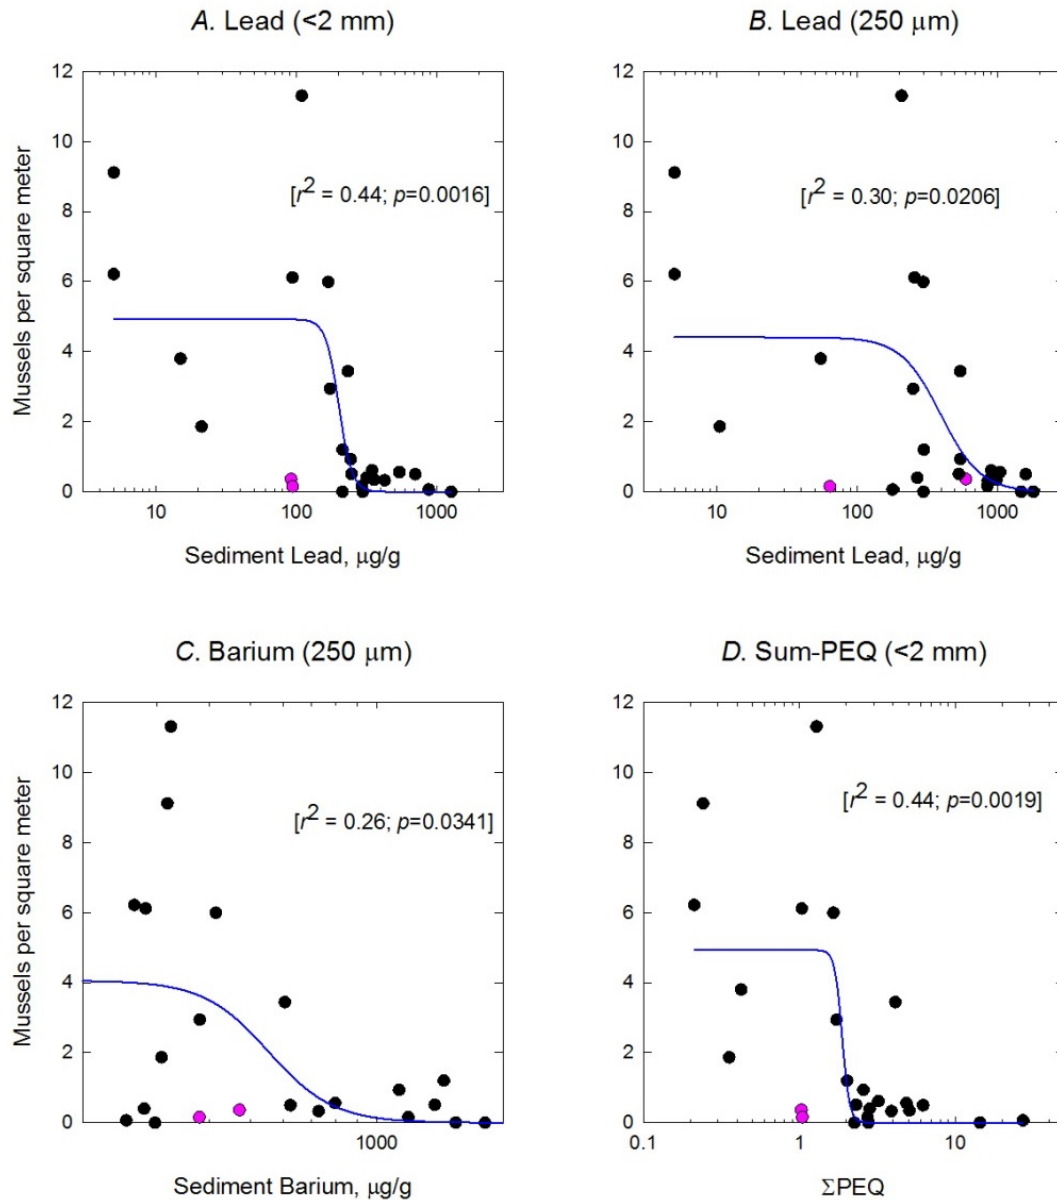 A. Lead (<2 mm)
B. Lead (250 μm)
12
10
8
6
4
2
0
Mussels per square meter
[r² = 0.44; p=0.0016]
10
100
1000
Sediment Lead, μg/g
12
10
8
6
4
2
0
[r² = 0.30; p=0.0206]
10
100
1000
Sediment Lead, μg/g
C. Barium (250 μm)
D. Sum-PEQ (<2 mm)
12
10
8
6
4
2
0
Mussels per square meter
[r² = 0.26; p=0.0341]
1000
Sediment Barium, μg/g
12
10
8
6
4
2
0
[r² = 0.44; p=0.0019]
0.1
1
10
ΣPEQ